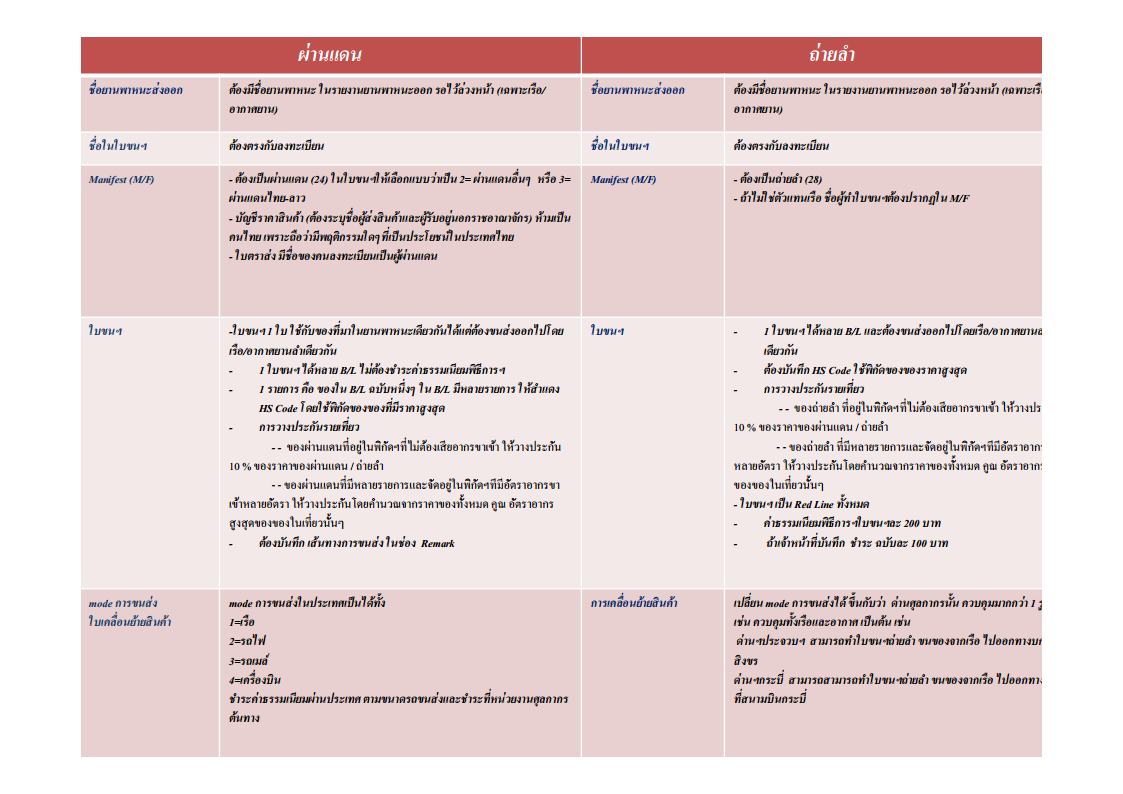 ผ่านแดน
ถ่ายลำ
ชื่อยานพาหนะส่งออก
ต้องมีชื่อยานพาหนะ ในรายงานยานพาหนะออก รอไว้ล่วงหน้า (เฉพาะเรือ/
อากาศยาน)
ชื่อยานพาหนะส่งออก
ต้องมีชื่อยานพาหนะ ในรายงานยานพาหนะออก รอไว้ล่วงหน้า (เฉพาะเรือ
อากาศยาน)
ชื่อในใบขนฯ
ต้องตรงกับลงทะเบียน
ชื่อในใบขนฯ
ต้องตรงกับลงทะเบียน
Manifest (M/F)
- ต้องเป็นผ่านแดน (24) ในใบขนฯให้เลือกแบบว่าเป็น 2= ผ่านแดนอื่นๆ หรือ 3=
ผ่านแดนไทย-ลาว
- บัญชีราคาสินค้า (ต้องระบุชื่อผู้ส่งสินค้าและผู้รับอยู่นอกราชอาณาจักร) ห้ามเป็น
คนไทย เพราะถือว่ามีพฤติกรรมใดๆ ที่เป็นประโยชน์ในประเทศไทย
- ใบตราส่ง มีชื่อของคนลงทะเบียนเป็นผู้ผ่านแดน
Manifest (M/F)
- ต้องเป็นถ่ายลำ (28)
- ถ้าไม่ใช่ตัวแทนเรือ ชื่อผู้ทำใบขนฯต้องปรากฏใน M/F
ใบขนฯ
-ใบขนฯ 1 ใบ ใช้กับของที่มาในยานพาหนะเดียวกันได้แต่ต้องขนส่งออกไปโดย
เรือ/อากาศยานลำเดียวกัน
- 1 ใบขนฯ ได้หลาย B/L ไม่ต้องชำระค่าธรรมเนียมพิธีการฯ
- 1 รายการ คือ ของใน B/L ฉบับหนึ่งๆ ใน B/L มีหลายรายการ ให้สำแดง
HS Code โดยใช้พิกัดของของที่มีราคาสูงสุด
- การวางประกันรายเที่ยว
- - ของผ่านแดนที่อยู่ในพิกัดฯที่ไม่ต้องเสียอากรขาเข้า ให้วางประกัน
10 % ของราคาของผ่านแดน / ถ่ายลำ
- - ของผ่านแดนที่มีหลายรายการและจัดอยู่ในพิกัดฯที่มีอัตราอากรขา
เข้าหลายอัตรา ให้วางประกันโดยคำนวณจากราคาของทั้งหมด คูณ อัตราอากร
สูงสุดของของในเที่ยวนั้นๆ
- ต้องบันทึก เส้นทางการขนส่ง ในช่อง Remark
ใบขนฯ
- 1 ใบขนฯ ได้หลาย B/L และต้องขนส่งออกไปโดยเรือ/อากาศยานล
เดียวกัน
- ต้องบันทึก HS Code ใช้พิกัดของของราคาสูงสุด
- การวางประกันรายเที่ยว
- - ของถ่ายลำ ที่อยู่ในพิกัดฯที่ไม่ต้องเสียอากรขาเข้า ให้วางปร
10 % ของราคาของผ่านแดน / ถ่ายลำ
- - ของถ่ายลำ ที่มีหลายรายการและจัดอยู่ในพิกัดฯที่มีอัตราอากร
หลายอัตรา ให้วางประกันโดยคำนวณจากราคาของทั้งหมด คูณ อัตราอากร
ของของในเที่ยวนั้นๆ
- ใบขนฯ เป็น Red Line ทั้งหมด
- ค่าธรรมเนียมพิธีการฯใบขนฯละ 200 บาท
- ถ้าเจ้าหน้าที่บันทึก ชำระ ฉบับละ 100 บาท
mode การขนส่ง
ใบเคลื่อนย้ายสินค้า
mode การขนส่งในประเทศเป็นได้ทั้ง
1=เรือ
2=รถไฟ
3=รถเมล์
4=เครื่องบิน
ชำระค่าธรรมเนียมผ่านประเทศ ตามขนาดรถขนส่งและชำระที่หน่วยงานศุลกากร
ต้นทาง
การเคลื่อนย้ายสินค้า
เปลี่ยน mode การขนส่งได้ ขึ้นกับว่า ด่านศุลกากรนั้น ควบคุมมากกว่า 1 รู
เช่น ควบคุมทั้งเรือและอากาศ เป็นต้น เช่น
ด่านฯประจวบฯ สามารถทำใบขนฯถ่ายลำ ขนของจากเรือ ไปออกทางบก
สิงขร
ด่านฯกระบี่ สามารถสามารถทำใบขนฯถ่ายลำ ขนของจากเรือ ไปออกทาง
ที่สนามบินกระบี่